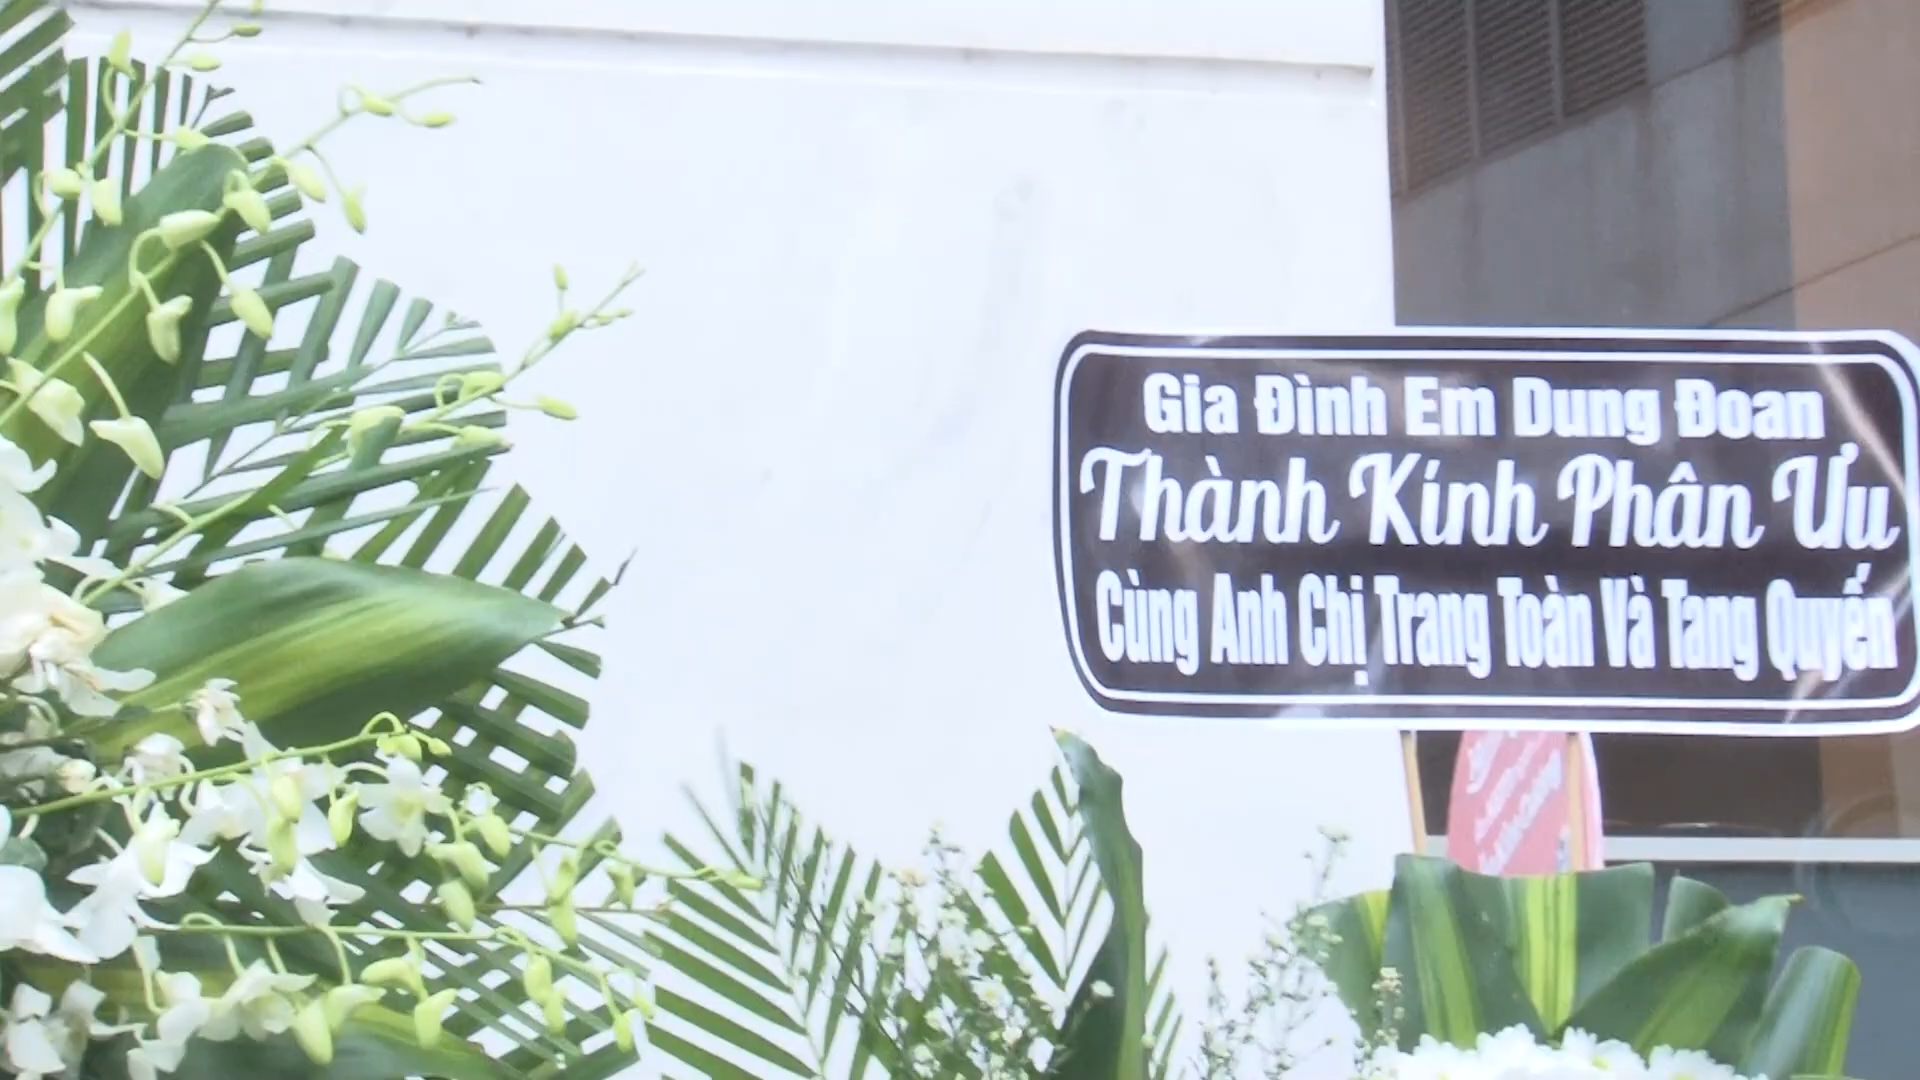 Gia Đình Em Dung Đoan
Thành Kính Phân Ưu
Cùng Anh Chị Trang Toàn Và Tang Quyến